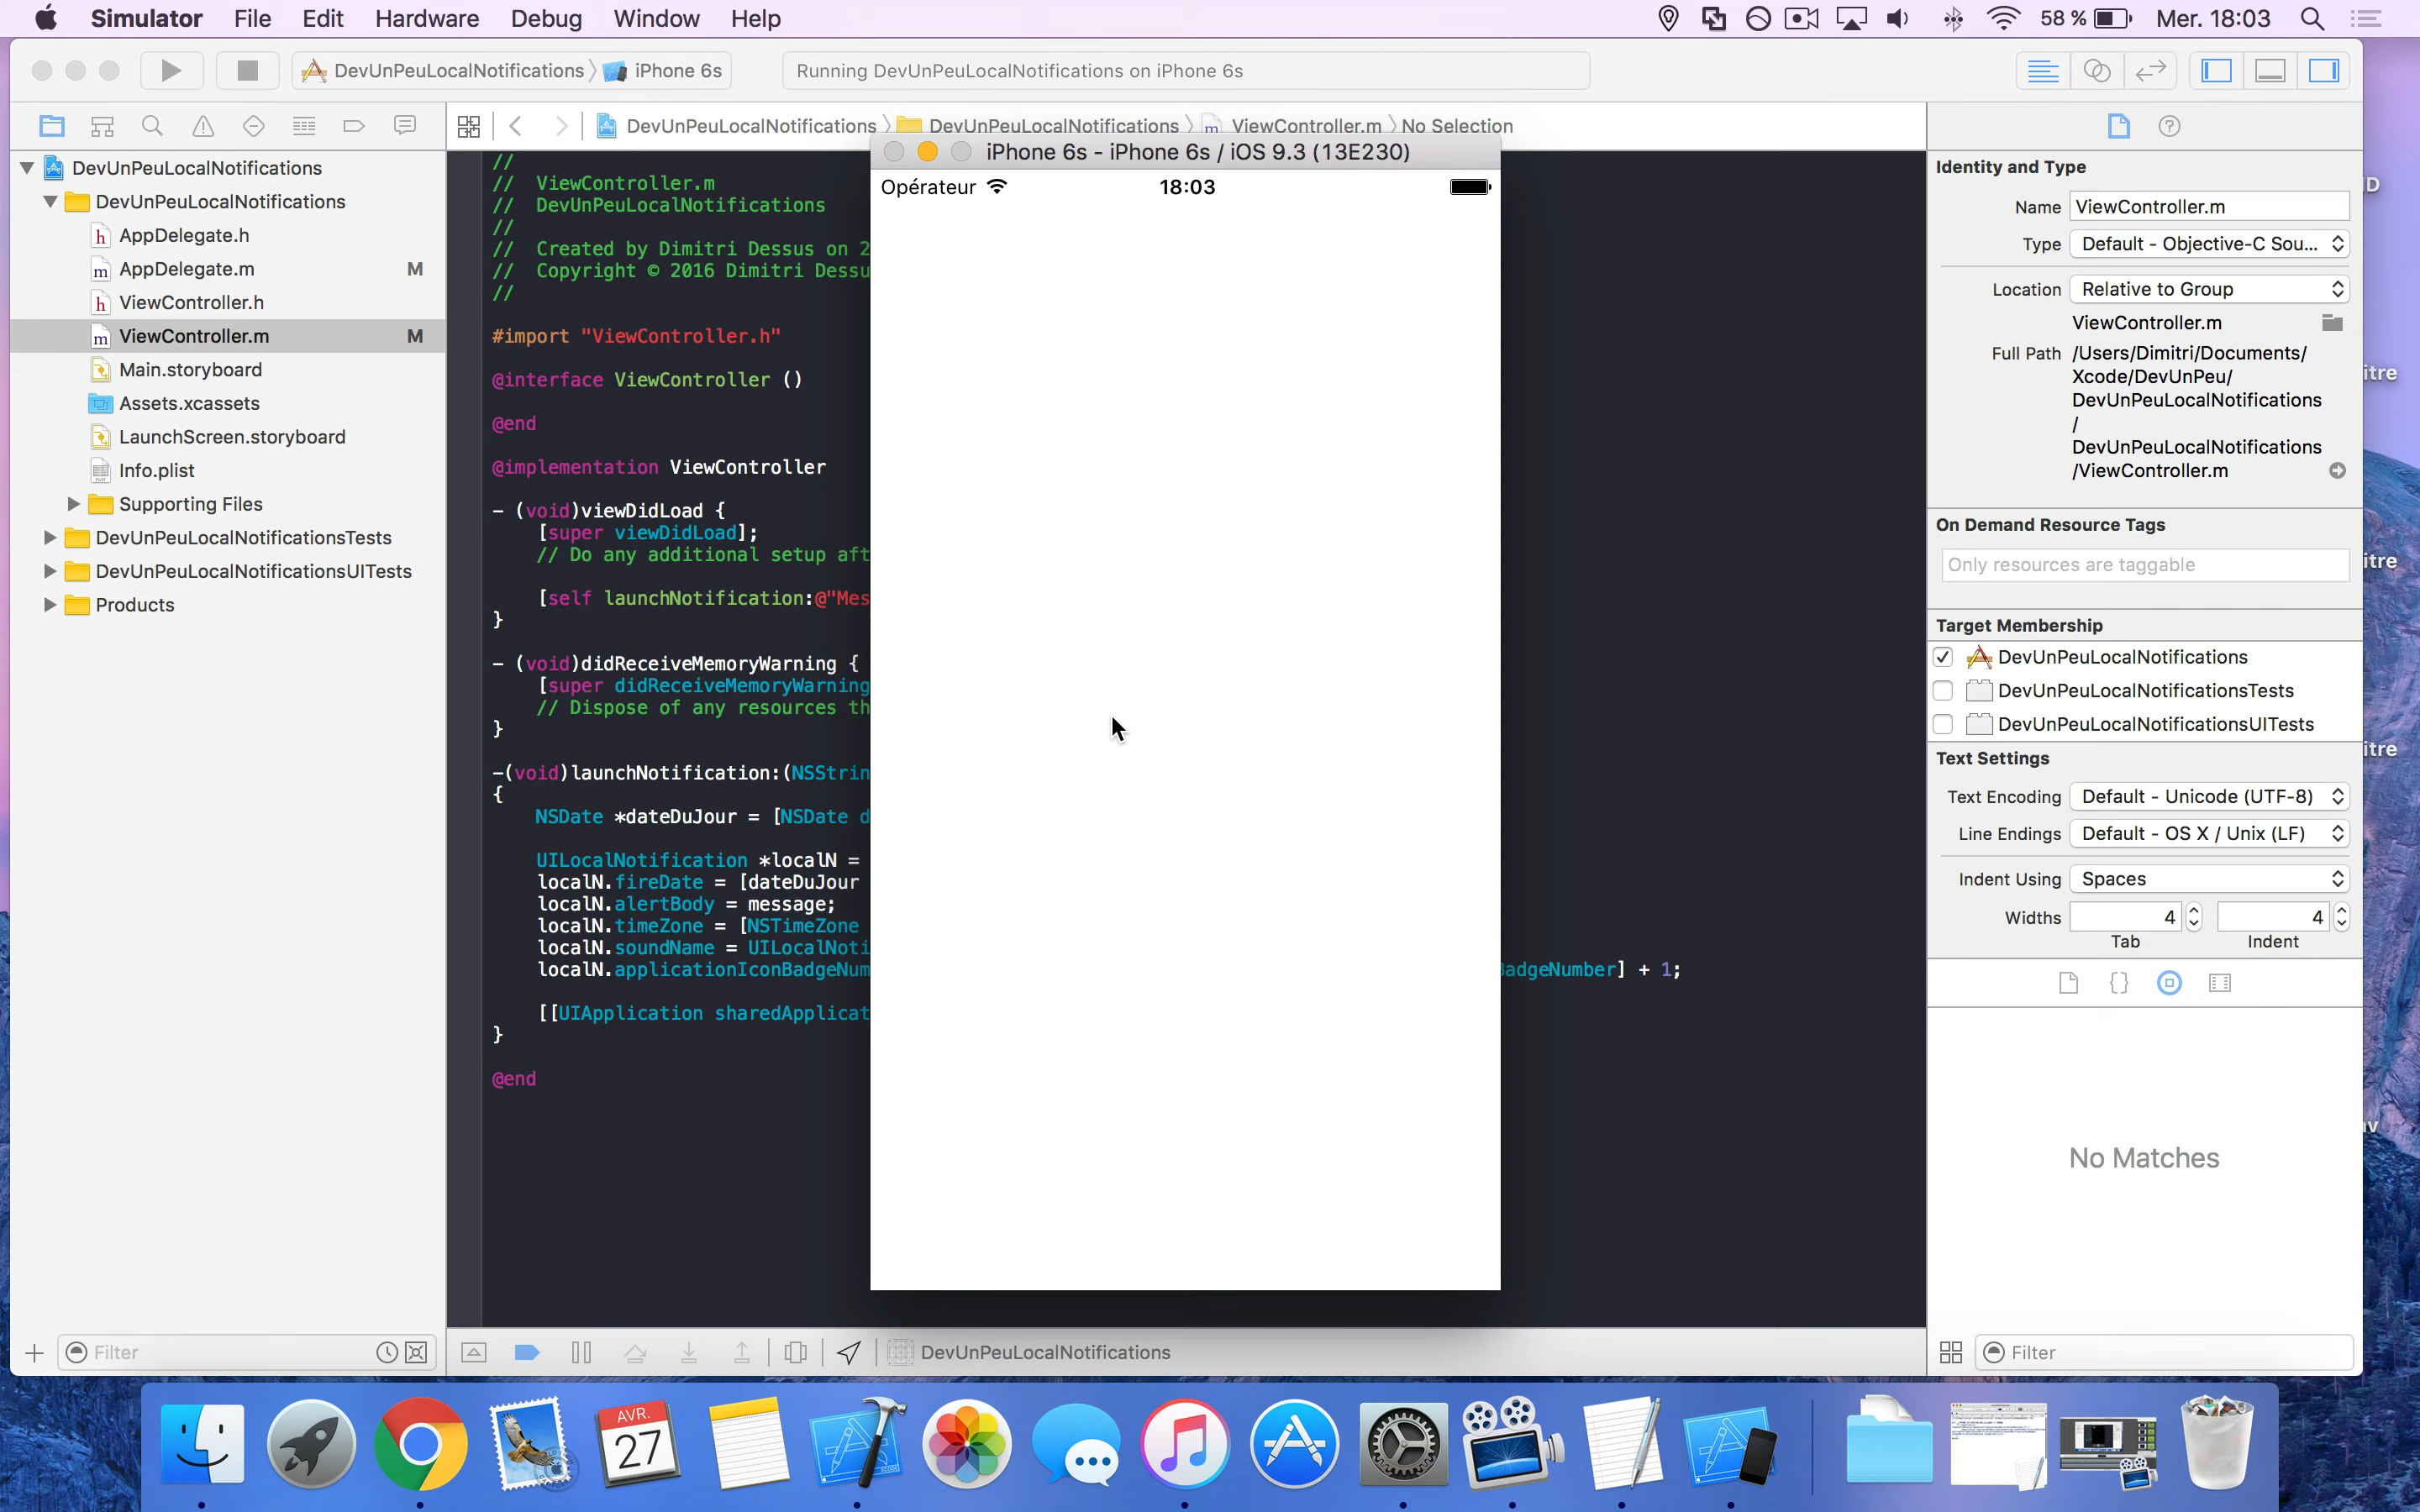 Simulator File Edit Hardware Debug Window Help 58 % Mer. 18:03
DevUnPeuLocalNotifications iPhone 6s Running DevUnPeuLocalNotifications on iPhone 6s
DevUnPeuLocalNotifications DevUnPeuLocalNotifications m ViewController.m No Selection
DevUnPeuLocalNotifications
DevUnPeuLocalNotifications
h AppDelegate.h
m AppDelegate.m M
h ViewController.h
m ViewController.m M
Main.storyboard
Assets.xcassets
LaunchScreen.storyboard
Info.plist
Supporting Files
DevUnPeuLocalNotificationsTests
DevUnPeuLocalNotificationsUITests
Products
Filter
//
// ViewController.m
// DevUnPeuLocalNotifications
//
// Created by Dimitri Dessus on 2
// Copyright © 2016 Dimitri Dessu
//
#import "ViewController.h"
@interface ViewController ()
@end
@implementation ViewController
- (void)viewDidLoad {
[super viewDidLoad];
// Do any additional setup aft
[self launchNotification:@"Mes
}
- (void)didReceiveMemoryWarning {
[super didReceiveMemoryWarning
// Dispose of any resources th
}
-(void)launchNotification:(NSStrin
{
NSDate *dateDuJour = [NSDate d
UILocalNotification *localN =
localN.fireDate = [dateDuJour
localN.alertBody = message;
localN.timeZone = [NSTimeZone
localN.soundName = UILocalNoti
localN.applicationIconBadgeNum adgeNumber] + 1;
[[UIApplication sharedApplicat
}
@end
iPhone 6s - iPhone 6s / iOS 9.3 (13E230)
Opérateur 18:03
DevUnPeuLocalNotifications
Identity and Type
Name ViewController.m
Type Default - Objective-C Sou...
Location Relative to Group
ViewController.m
Full Path /Users/Dimitri/Documents/
Xcode/DevUnPeu/
DevUnPeuLocalNotifications
/
DevUnPeuLocalNotifications
/ViewController.m
On Demand Resource Tags
Only resources are taggable
Target Membership
DevUnPeuLocalNotifications
DevUnPeuLocalNotificationsTests
DevUnPeuLocalNotificationsUITests
Text Settings
Text Encoding Default - Unicode (UTF-8)
Line Endings Default - OS X / Unix (LF)
Indent Using Spaces
Widths 4 4
Tab Indent
No Matches
Filter
D
itre
itre
itre
AVR.
27